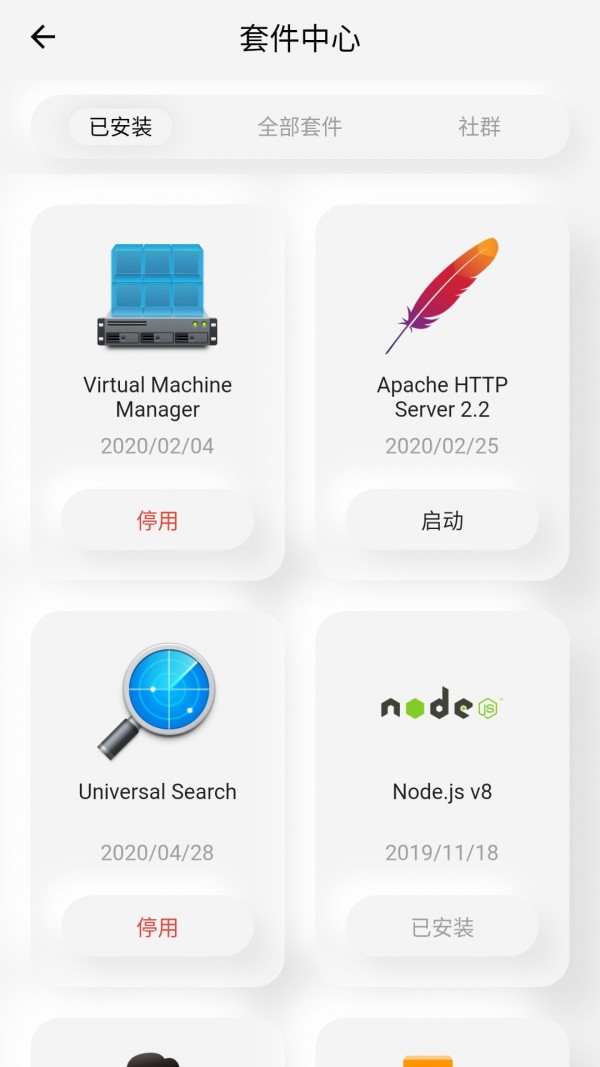 套件中心
已安装
全部套件
社群
Virtual Machine
Manager
2020/02/04
停用
Apache HTTP
Server 2.2
2020/02/25
启动
Universal Search
2020/04/28
停用
node JS
Node.js v8
2019/11/18
已安装